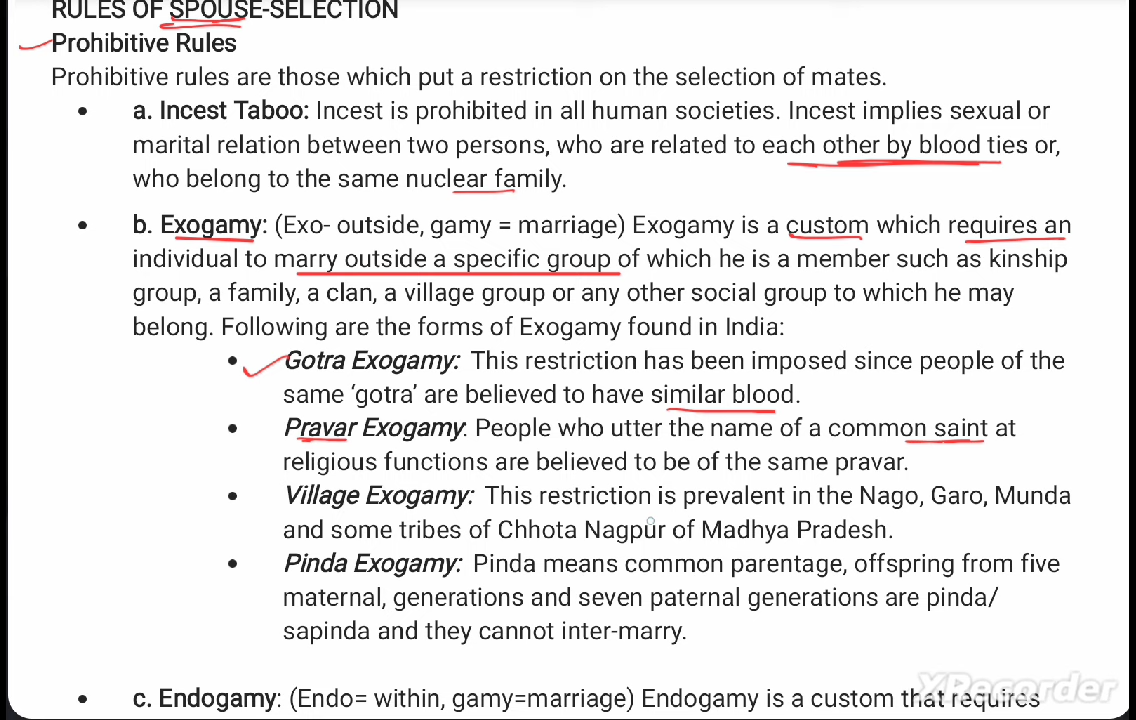 RULES OF SPOUSE-SELECTION
Prohibitive Rules
Prohibitive rules are those which put a restriction on the selection of mates.
• a. Incest Taboo: Incest is prohibited in all human societies. Incest implies sexual or
marital relation between two persons, who are related to each other by blood ties or,
who belong to the same nuclear family.
• b. Exogamy: (Exo- outside, gamy = marriage) Exogamy is a custom which requires an
individual to marry outside a specific group of which he is a member such as kinship
group, a family, a clan, a village group or any other social group to which he may
belong. Following are the forms of Exogamy found in India:
• Gotra Exogamy: This restriction has been imposed since people of the
same ‘gotra’ are believed to have similar blood.
• Pravar Exogamy: People who utter the name of a common saint at
religious functions are believed to be of the same pravar.
• Village Exogamy: This restriction is prevalent in the Nago, Garo, Munda
and some tribes of Chhota Nagpur of Madhya Pradesh.
• Pinda Exogamy: Pinda means common parentage, offspring from five
maternal, generations and seven paternal generations are pinda/
sapinda and they cannot inter-marry.
• c. Endogamy: (Endo= within, gamy=marriage) Endogamy is a custom that requires
XRecorder